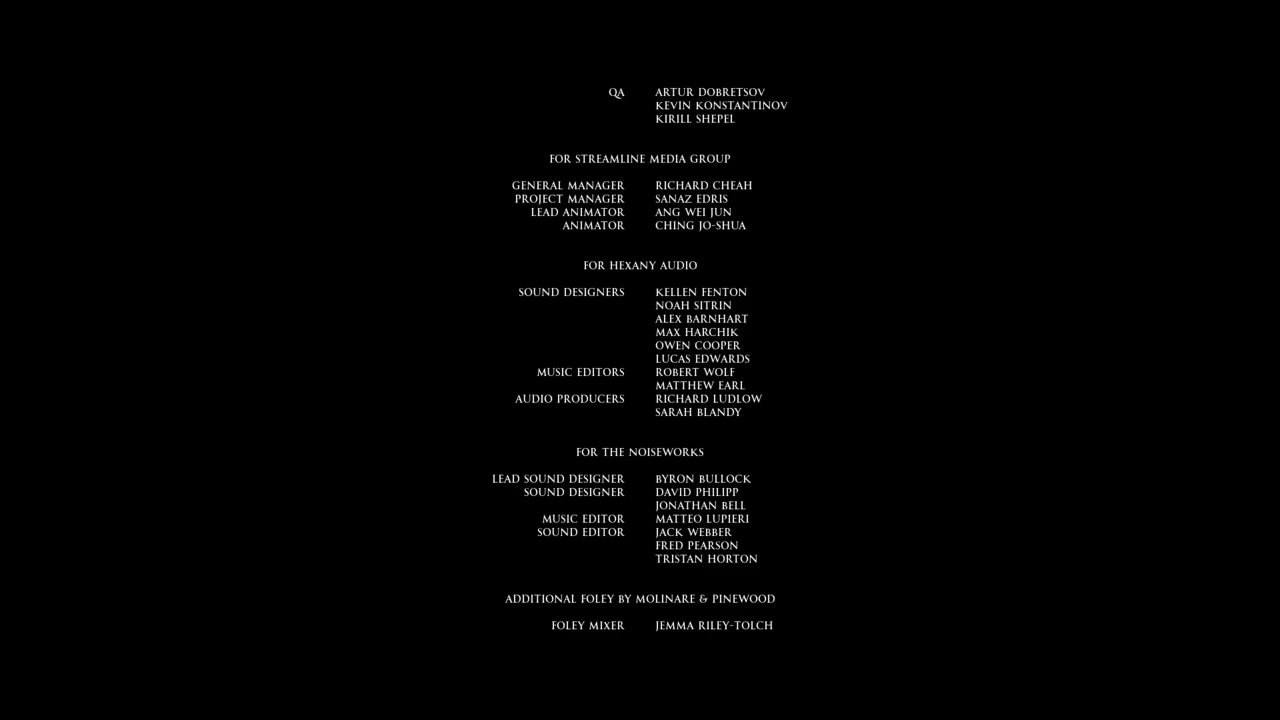 QA ARTUR DOBRETSOV
KEVIN KONSTANTINOV
KIRILL SHEPEL
FOR STREAMLINE MEDIA GROUP
GENERAL MANAGER RICHARD CHEAH
PROJECT MANAGER SANAZ EDRIS
LEAD ANIMATOR ANG WEI JUN
ANIMATOR CHING JO-SHUA
FOR HEXANY AUDIO
SOUND DESIGNERS KELLEN FENTON
NOAH SITRIN
ALEX BARNHART
MAX HARCHIK
OWEN COOPER
LUCAS EDWARDS
MUSIC EDITORS ROBERT WOLF
MATTHEW EARL
AUDIO PRODUCERS RICHARD LUDLOW
SARAH BLANDY
FOR THE NOISEWORKS
LEAD SOUND DESIGNER BYRON BULLOCK
SOUND DESIGNER DAVID PHILIPP
JONATHAN BELL
MUSIC EDITOR MATTEO LUPIERI
SOUND EDITOR JACK WEBBER
FRED PEARSON
TRISTAN HORTON
ADDITIONAL FOLEY BY MOLINARE & PINEWOOD
FOLEY MIXER JEMMA RILEY-TOLCH